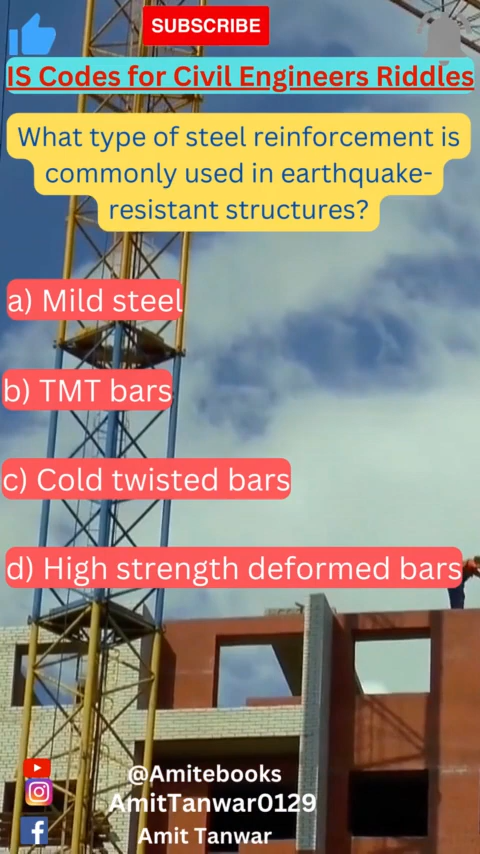 SUBSCRIBE
IS Codes for Civil Engineers Riddles
What type of steel reinforcement is
commonly used in earthquake-
resistant structures?
a) Mild steel
b) TMT bars
c) Cold twisted bars
d) High strength deformed bars
@Amitebooks
AmitTanwar0129
Amit Tanwar